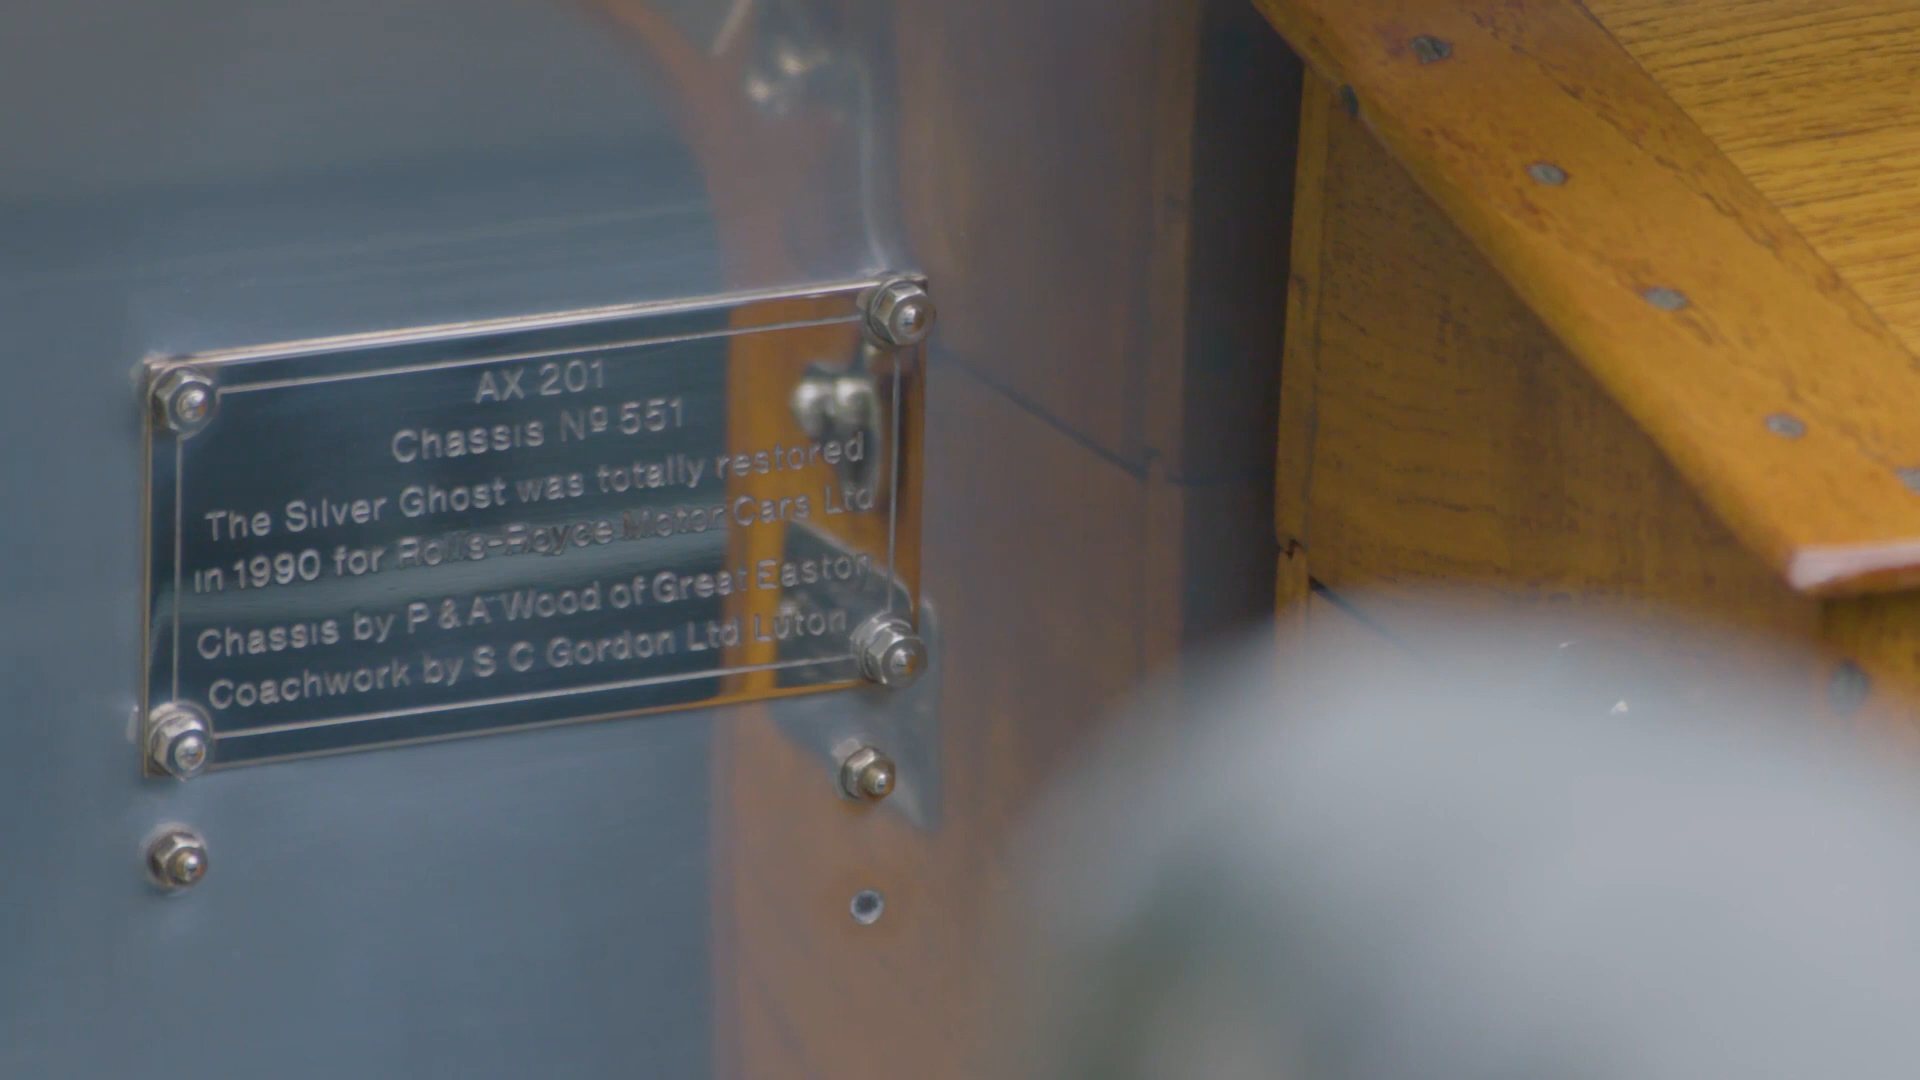 AX 201
Chassis Nº 551
The Silver Ghost was totally restored
in 1990 for Rolls-Royce Motor Cars Ltd
Chassis by P & A Wood of Great Easton
Coachwork by S C Gordon Ltd Luton